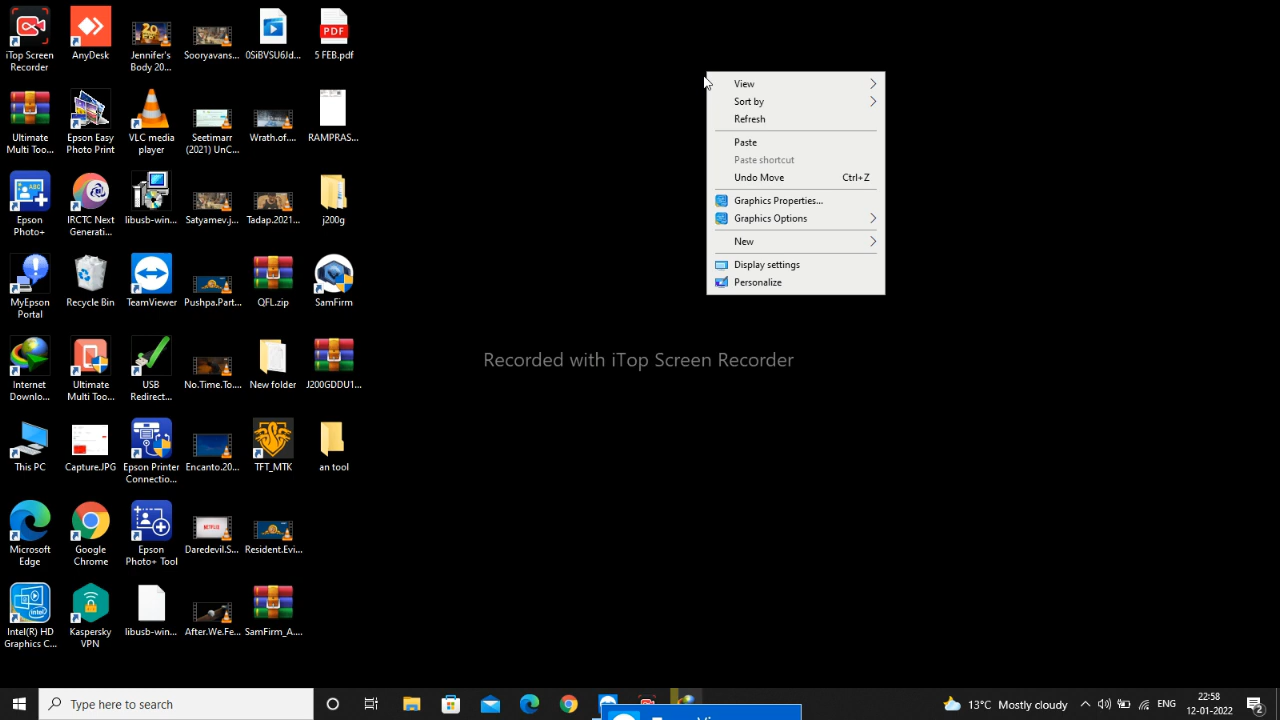 iTop Screen
Recorder
AnyDesk
Jennifer's
Body 20...
Sooryavans...
0SiBVSU6Jd...
PDF
5 FEB.pdf
Ultimate
Multi Too...
Epson Easy
Photo Print
VLC media
player
Seetimarr
(2021) UnC...
Wrath.of....
RAMPRAS...
Epson
Photo+
IRCTC Next
Generati...
libusb-win...
Satyamev.j...
Tadap.2021...
j200g
MyEpson
Portal
Recycle Bin
TeamViewer
Pushpa.Part...
QFL.zip
SamFirm
Internet
Downlo...
Ultimate
Multi Too...
USB
Redirect...
No.Time.To....
New folder
J200GDDU1...
This PC
Capture.JPG
Epson Printer
Connectio...
Encanto.20...
TFT_MTK
an tool
Microsoft
Edge
Google
Chrome
Epson
Photo+ Tool
NETFLIX
Daredevil.S...
Resident.Evi...
Intel(R) HD
Graphics C...
Kaspersky
VPN
libusb-win...
After.We.Fe...
SamFirm_A....
View
Sort by
Refresh
Paste
Paste shortcut
Undo Move Ctrl+Z
Graphics Properties...
Graphics Options
New
Display settings
Personalize
Recorded with iTop Screen Recorder
Type here to search
13°C Mostly cloudy
ENG
22:58
12-01-2022
2